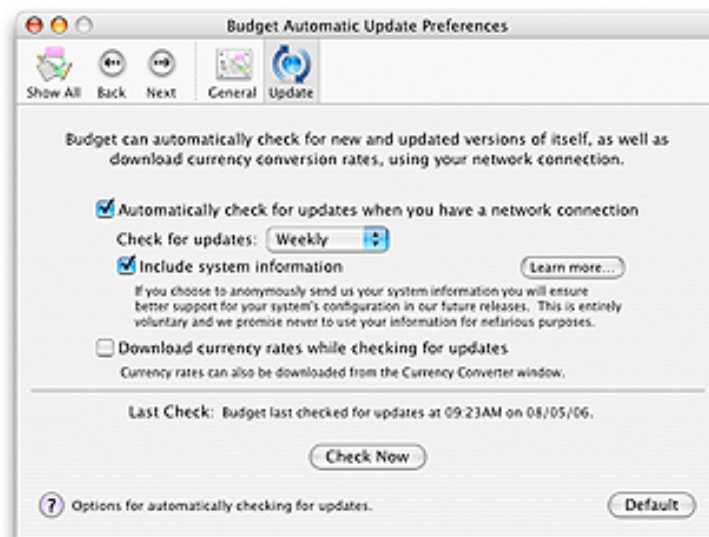 Budget Automatic Update Preferences
Show All Back Next General Update
Budget can automatically check for new and updated versions of itself, as well as
download currency conversion rates, using your network connection.
Automatically check for updates when you have a network connection
Check for updates: Weekly
Include system information Learn more...
If you choose to anonymously send us your system information you will ensure
better support for your system's configuration in our future releases. This is entirely
voluntary and we promise never to use your information for nefarious purposes.
Download currency rates while checking for updates
Currency rates can also be downloaded from the Currency Converter window.
Last Check: Budget last checked for updates at 09:23AM on 08/05/06.
Check Now
? Options for automatically checking for updates. Default